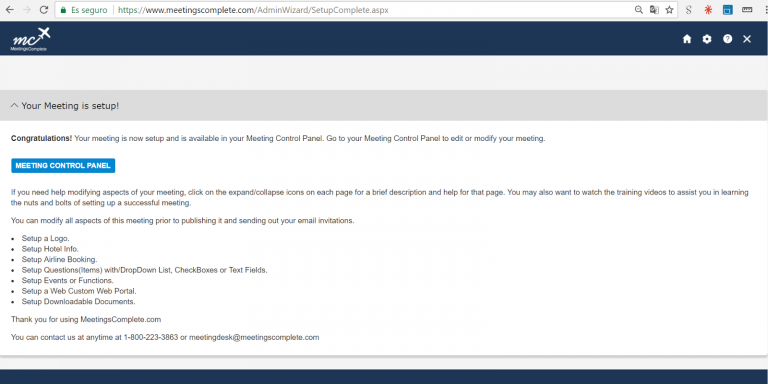 Es seguro
https://www.meetingscomplete.com/AdminWizard/SetupComplete.aspx
mc
MeetingsComplete
Your Meeting is setup!
Congratulations! Your meeting is now setup and is available in your Meeting Control Panel. Go to your Meeting Control Panel to edit or modify your meeting.
MEETING CONTROL PANEL
If you need help modifying aspects of your meeting, click on the expand/collapse icons on each page for a brief description and help for that page. You may also want to watch the training videos to assist you in learning
the nuts and bolts of setting up a successful meeting.
You can modify all aspects of this meeting prior to publishing it and sending out your email invitations.
• Setup a Logo.
• Setup Hotel Info.
• Setup Airline Booking.
• Setup Questions(Items) with/DropDown List, CheckBoxes or Text Fields.
• Setup Events or Functions.
• Setup a Web Custom Web Portal.
• Setup Downloadable Documents.
Thank you for using MeetingsComplete.com
You can contact us at anytime at 1-800-223-3863 or meetingdesk@meetingscomplete.com